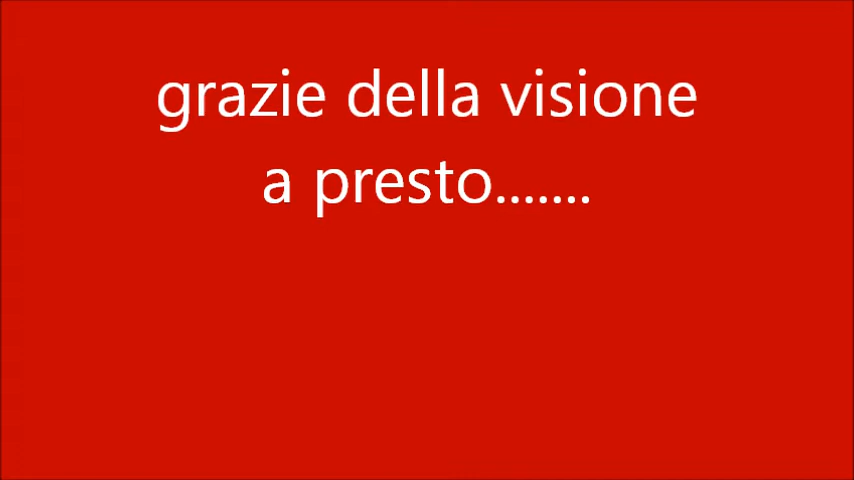 grazie della visione
a presto.......